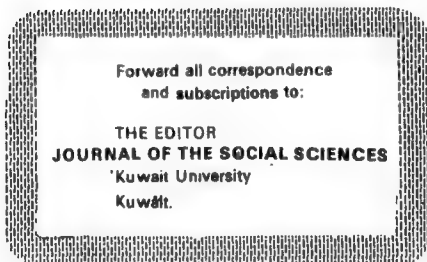 Forward all correspondence
and subscriptions to:
THE EDITOR
JOURNAL OF THE SOCIAL SCIENCES
Kuwait University
Kuwait.